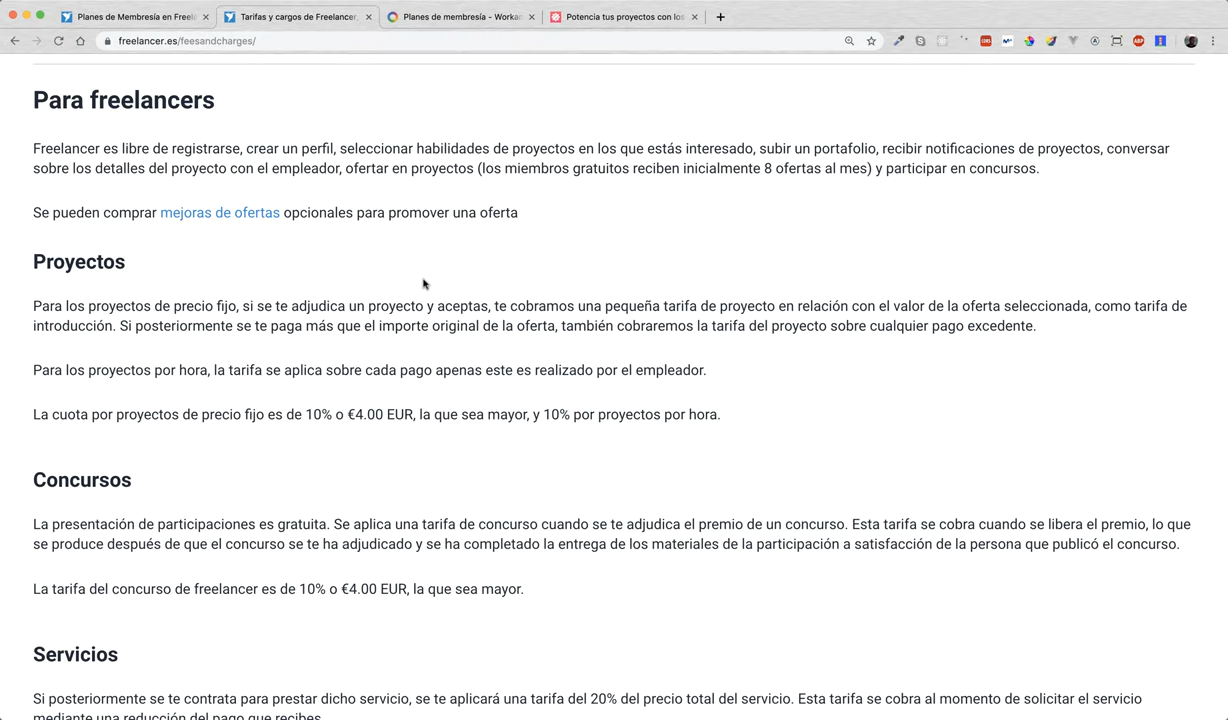 Planes de Membresía en Freel
Tarifas y cargos de Freelancer,
Planes de membresía - Workan
Potencia tus proyectos con los
freelancer.es/feesandcharges/
Para freelancers
Freelancer es libre de registrarse, crear un perfil, seleccionar habilidades de proyectos en los que estás interesado, subir un portafolio, recibir notificaciones de proyectos, conversar
sobre los detalles del proyecto con el empleador, ofertar en proyectos (los miembros gratuitos reciben inicialmente 8 ofertas al mes) y participar en concursos.
Se pueden comprar mejoras de ofertas opcionales para promover una oferta
Proyectos
Para los proyectos de precio fijo, si se te adjudica un proyecto y aceptas, te cobramos una pequeña tarifa de proyecto en relación con el valor de la oferta seleccionada, como tarifa de
introducción. Si posteriormente se te paga más que el importe original de la oferta, también cobraremos la tarifa del proyecto sobre cualquier pago excedente.
Para los proyectos por hora, la tarifa se aplica sobre cada pago apenas este es realizado por el empleador.
La cuota por proyectos de precio fijo es de 10% o €4.00 EUR, la que sea mayor, y 10% por proyectos por hora.
Concursos
La presentación de participaciones es gratuita. Se aplica una tarifa de concurso cuando se te adjudica el premio de un concurso. Esta tarifa se cobra cuando se libera el premio, lo que
se produce después de que el concurso se te ha adjudicado y se ha completado la entrega de los materiales de la participación a satisfacción de la persona que publicó el concurso.
La tarifa del concurso de freelancer es de 10% o €4.00 EUR, la que sea mayor.
Servicios
Si posteriormente se te contrata para prestar dicho servicio, se te aplicará una tarifa del 20% del precio total del servicio. Esta tarifa se cobra al momento de solicitar el servicio
mediante una reducción del pago que recibes.